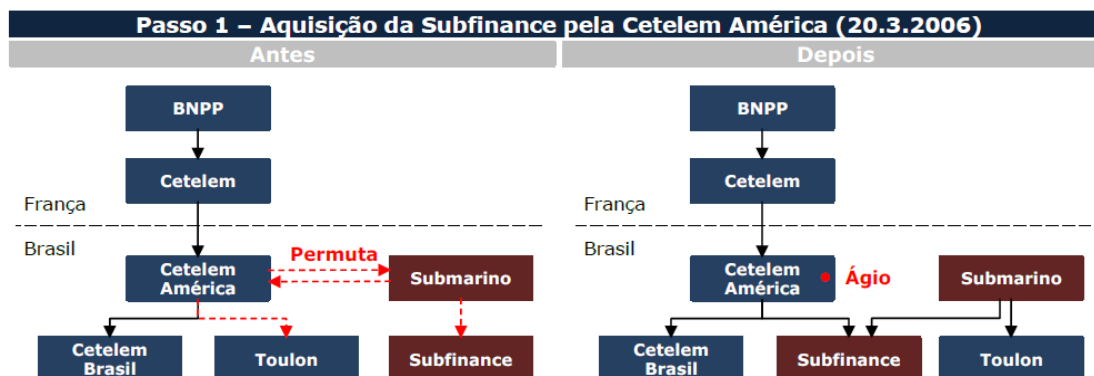 Passo 1 – Aquisição da Subfinance pela Cetelem América (20.3.2006)
Antes
Depois
BNPP
Cetelem
França
Brasil
Cetelem
América
Permuta
Submarino
Cetelem
Brasil
Toulon
Subfinance
BNPP
Cetelem
França
Brasil
Cetelem
América
Ágio
Submarino
Cetelem
Brasil
Subfinance
Toulon